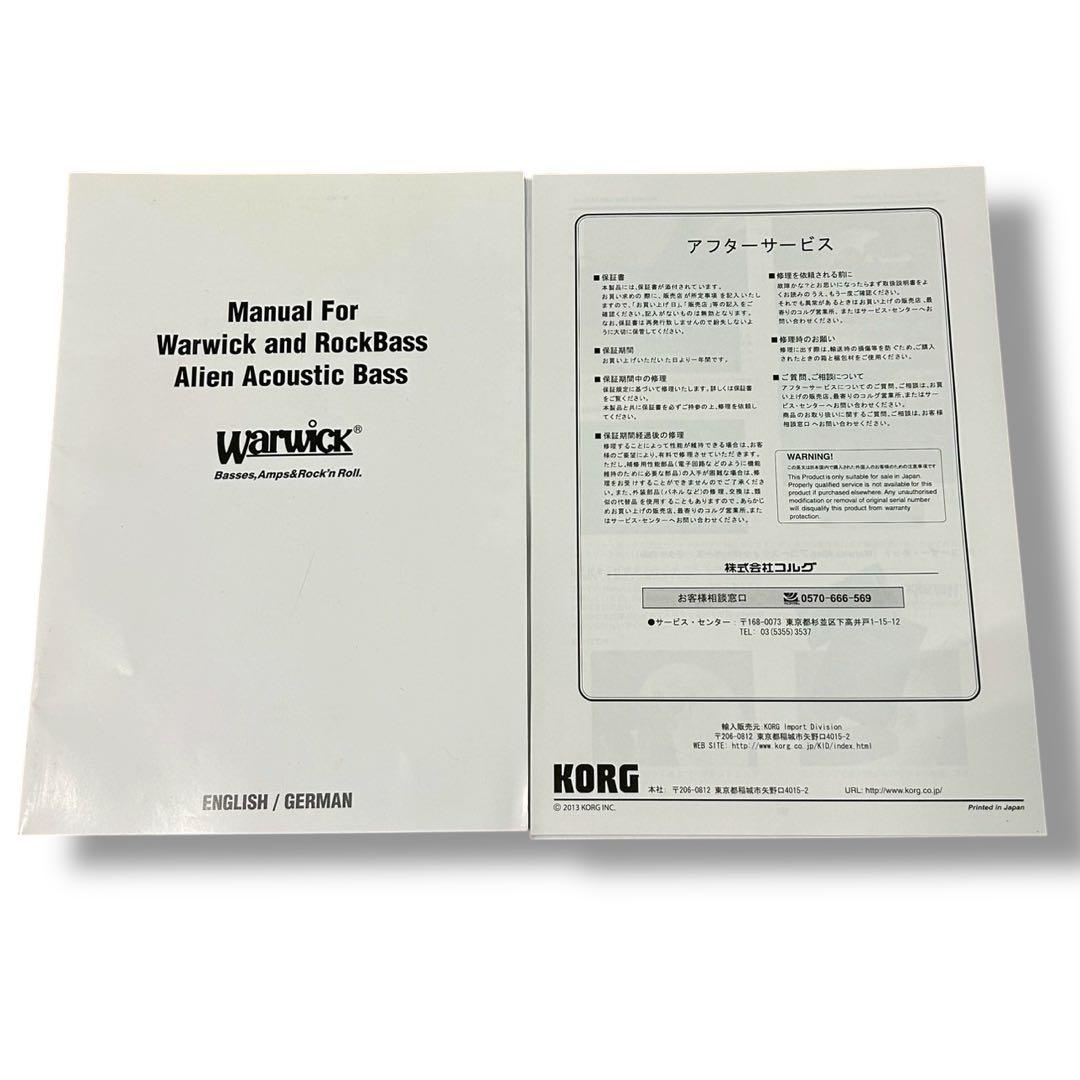 Manual For
Warwick and RockBass
Alien Acoustic Bass
Warwick®
Basses,Amps&Rock'n Roll.
ENGLISH / GERMAN
アフターサービス
■保証書
本製品には、保証書が添付されています。
お買い求めの際に、販売店が所定事項を記入いたし
ますので、「お買い上げ日」、「販売店」等の記入をご
確認ください。記入がないものは無効となります。
なお、保証書は再発行致しませんので紛失しないよ
うに大切に保管してください。
■保証期間
お買い上げいただいた日より一年間です。
■保証期間中の修理
保証規定に基づいて修理いたします。詳しくは保証書
をご覧ください。
本製品と共に保証書を必ずご持参の上、修理を依頼し
てください。
■保証期間経過後の修理
修理することによって性能が維持できる場合は、お客
様のご要望により、有料で修理させていただきます。
ただし、補修用性能部品(電子回路などのように機能
維持のために必要な部品)の入手が困難な場合は、修
理をお受けすることができませんのでご了承くださ
い。また、外装部品(パネルなど)の修理、交換は、類
似の代替品を使用することもありますので、あらかじ
めお買い上げの販売店、最寄りのコルグ営業所、また
はサービス・センターへお問い合わせください。
■修理を依頼される前に
故障かな?とお思いになったらまず取扱説明書をよ
くお読みのうえ、もう一度ご確認ください。
それでも異常があるときはお買い上げの販売店、最
寄りのコルグ営業所、またはサービス・センターへお
問い合わせください。
■修理時のお願い
修理に出す際は、輸送時の損傷等を防ぐため、ご購入
されたときの箱と梱包材をご使用ください。
■ご質問、ご相談について
アフターサービスについてのご質問、ご相談は、お買
い上げの販売店、最寄りのコルグ営業所、またはサー
ビス・センターへお問い合わせください。
商品のお取り扱いに関するご質問、ご相談は、お客様
相談窓口へお問い合わせください。
WARNING!
この英文は日本国内で購入された外国人のお客様のための注意事項です
This Product is only suitable for sale in Japan.
Properly qualified service is not available for this
product if purchased elsewhere. Any unauthorised
modification or removal of original serial number
will disqualify this product from warranty
protection.
株式会社コルグ
お客様相談窓口 0570-666-569
●サービス・センター: 〒168-0073 東京都杉並区下高井戸1-15-12
TEL: 03(5355)3537
輸入販売元:KORG Import Division
〒206-0812 東京都稲城市矢野口4015-2
WEB SITE: http://www.korg.co.jp/KID/index.html
KORG 本社: 〒206-0812 東京都稲城市矢野口4015-2 URL: http://www.korg.co.jp/
© 2013 KORG INC. Printed in Japan